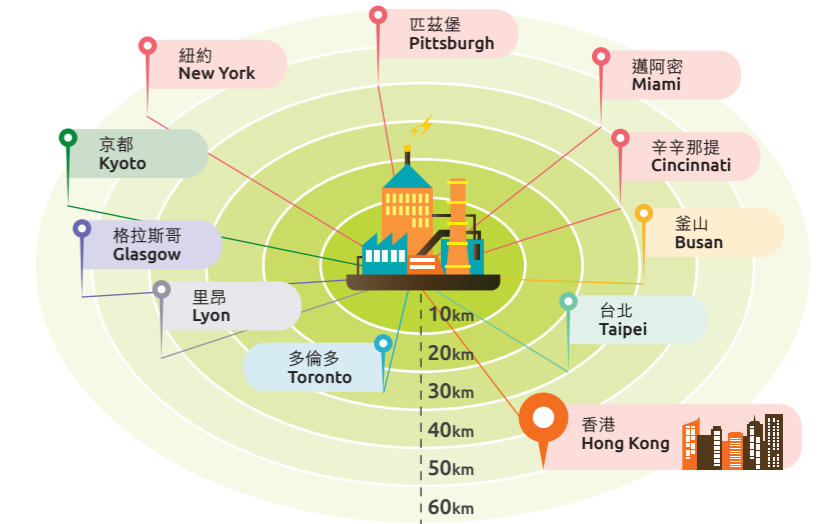 匹茲堡
Pittsburgh
紐約
New York
邁阿密
Miami
京都
Kyoto
辛辛那提
Cincinnati
釜山
Busan
格拉斯哥
Glasgow
里昂
Lyon
台北
Taipei
多倫多
Toronto
香港
Hong Kong
10km
20km
30km
40km
50km
60km